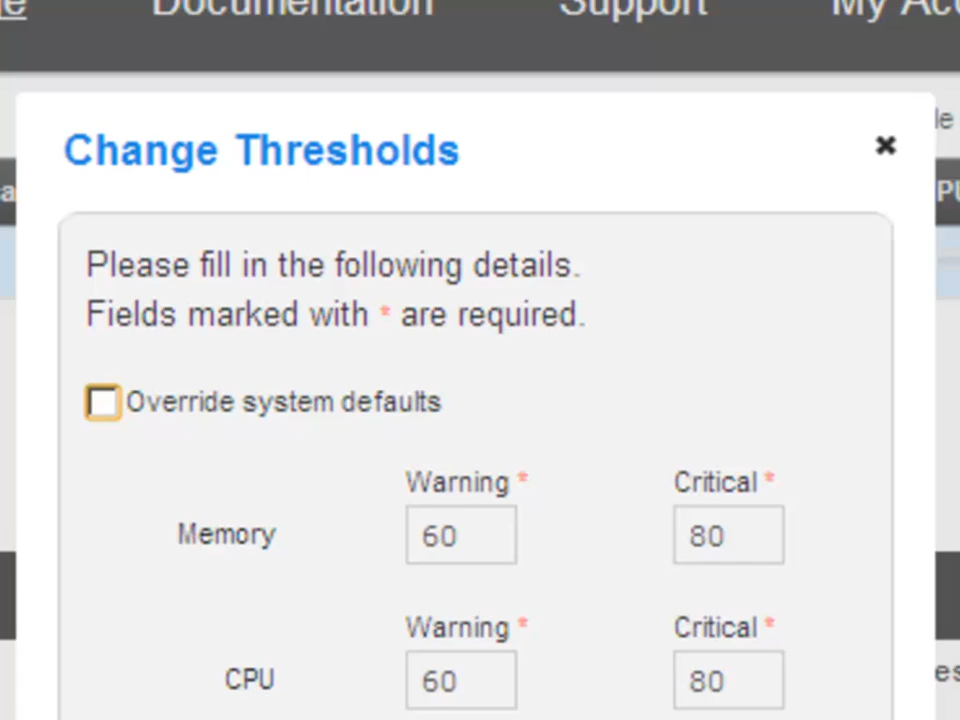 Documentation Support My
Change Thresholds
Please fill in the following details.
Fields marked with * are required.
Override system defaults
Warning * Critical *
Memory 60 80
Warning * Critical *
CPU 60 80